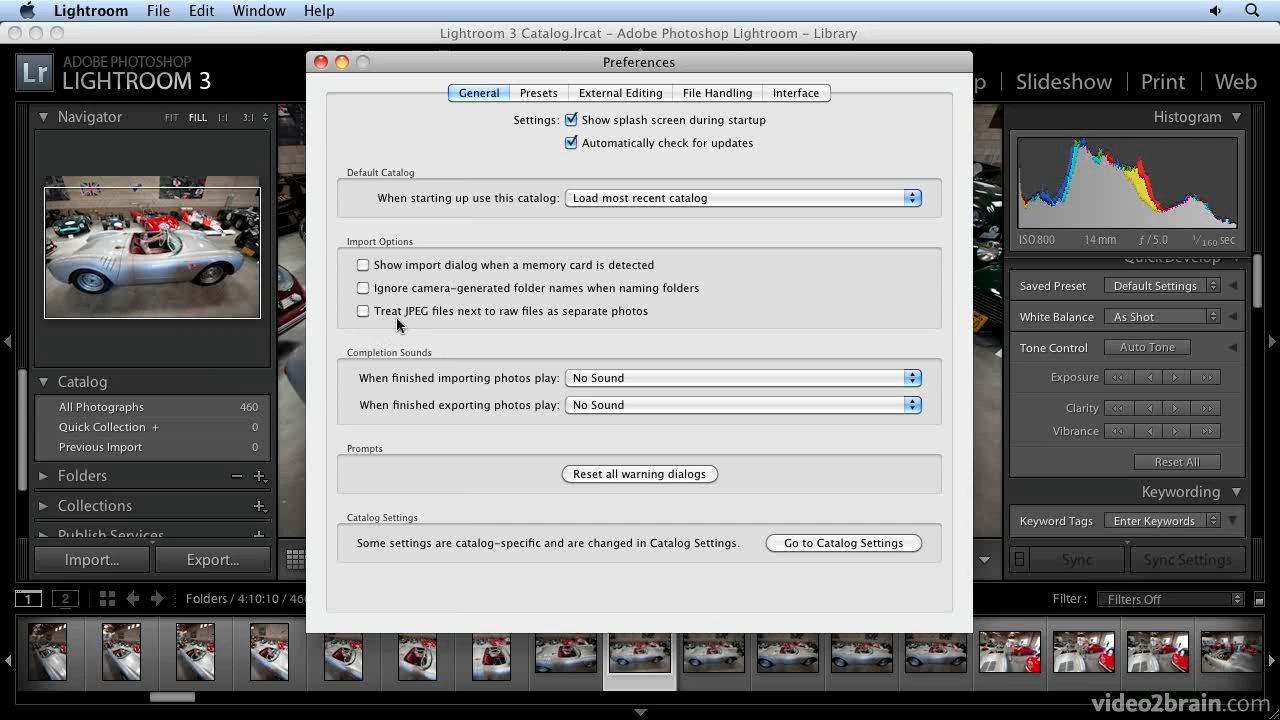 Lightroom File Edit Window Help
Lightroom 3 Catalog.lrcat – Adobe Photoshop Lightroom – Library
Lr ADOBE PHOTOSHOP
LIGHTROOM 3
Slideshow | Print | Web
Preferences
General Presets External Editing File Handling Interface
Settings: Show splash screen during startup
Automatically check for updates
Default Catalog
When starting up use this catalog: Load most recent catalog
Import Options
Show import dialog when a memory card is detected
Ignore camera-generated folder names when naming folders
Treat JPEG files next to raw files as separate photos
Completion Sounds
When finished importing photos play: No Sound
When finished exporting photos play: No Sound
Prompts
Reset all warning dialogs
Catalog Settings
Some settings are catalog-specific and are changed in Catalog Settings. Go to Catalog Settings
Navigator FIT FILL 1:1 3:1
Catalog
All Photographs 460
Quick Collection + 0
Previous Import 0
Folders
Collections
Publish Services
Import... Export...
Histogram
ISO 800 14 mm ƒ / 5.0 1/160 sec
Quick Develop
Saved Preset Default Settings
White Balance As Shot
Tone Control Auto Tone
Exposure
Clarity
Vibrance
Reset All
Keywording
Keyword Tags Enter Keywords
Sync Sync Settings
1 2 Folders / 4:10:10 / 460
Filter : Filters Off
video2brain.com